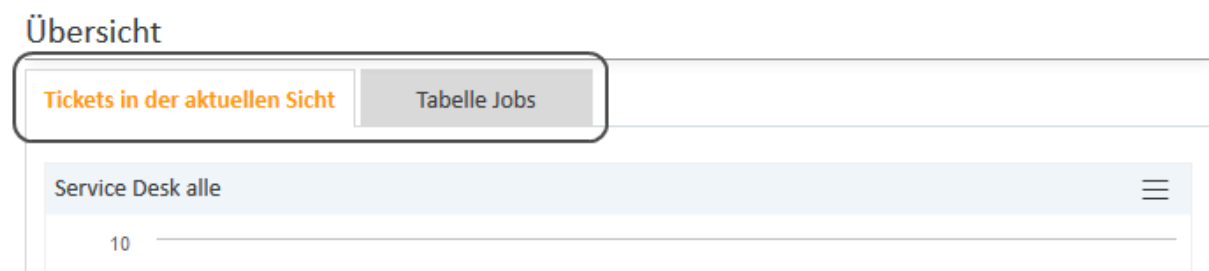 Übersicht
Tickets in der aktuellen Sicht Tabelle Jobs
Service Desk alle
10